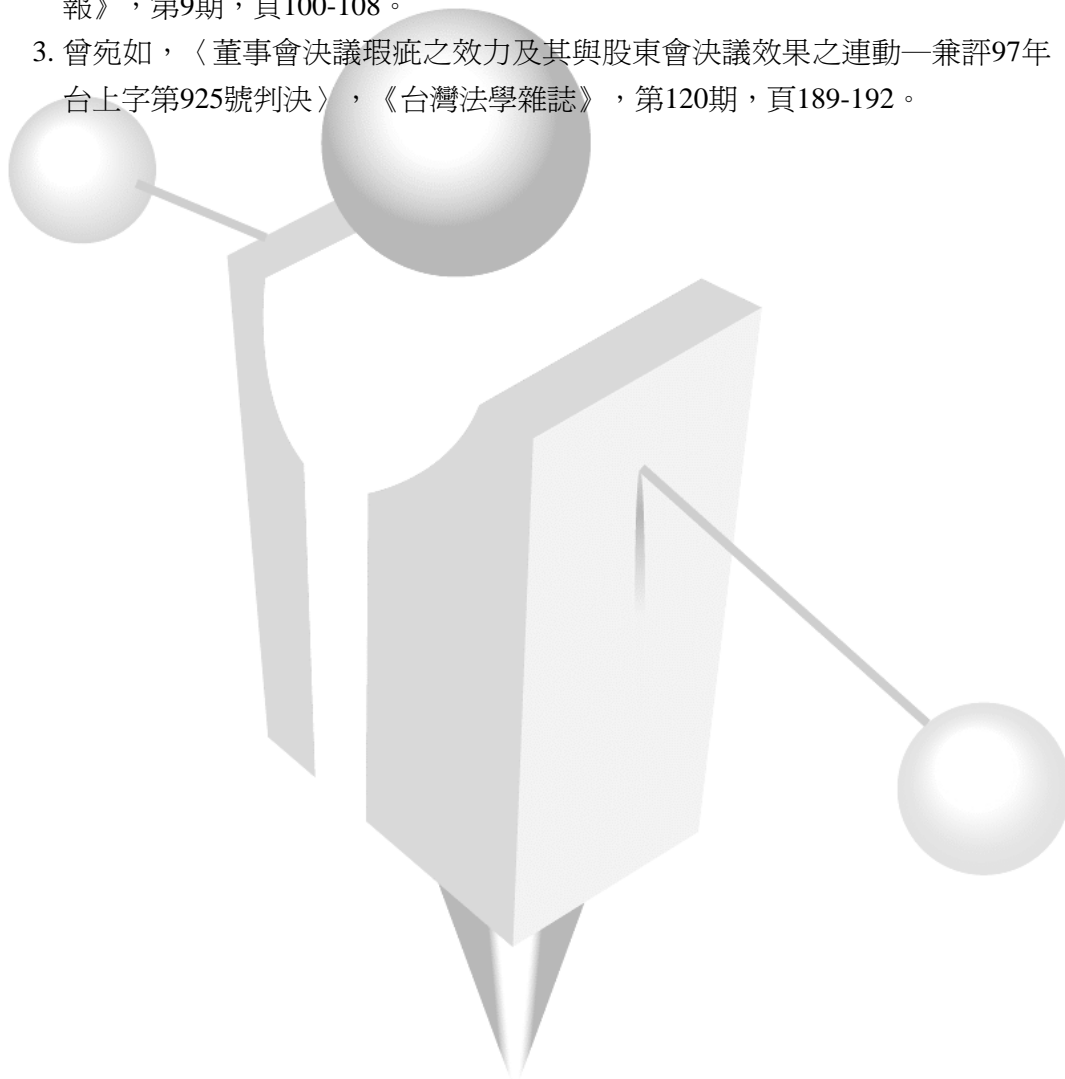 報》，第9期，頁100-108。
3. 曾宛如，〈董事會決議瑕疵之效力及其與股東會決議效果之連動─兼評97年
台上字第925號判決〉，《台灣法學雜誌》，第120期，頁189-192。